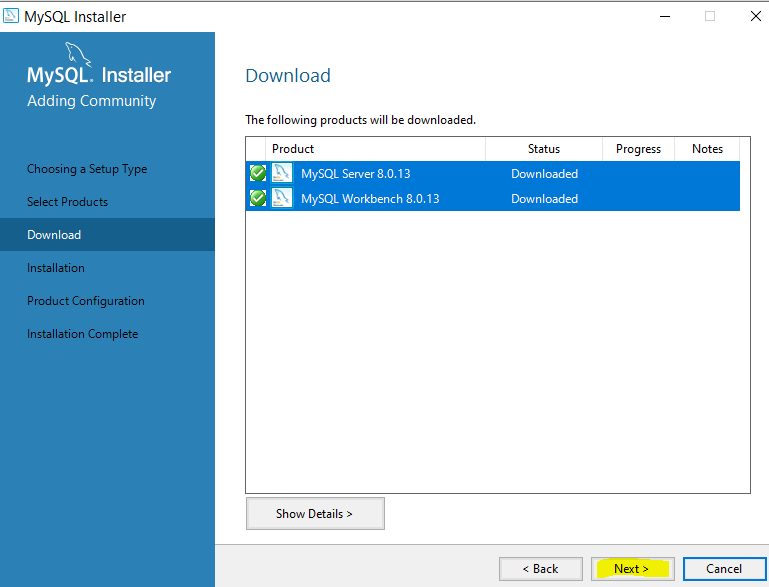 MySQL Installer
MySQL. Installer
Adding Community
Choosing a Setup Type
Select Products
Download
Installation
Product Configuration
Installation Complete
Download
The following products will be downloaded.
Product Status Progress Notes
MySQL Server 8.0.13 Downloaded
MySQL Workbench 8.0.13 Downloaded
Show Details >
< Back Next > Cancel